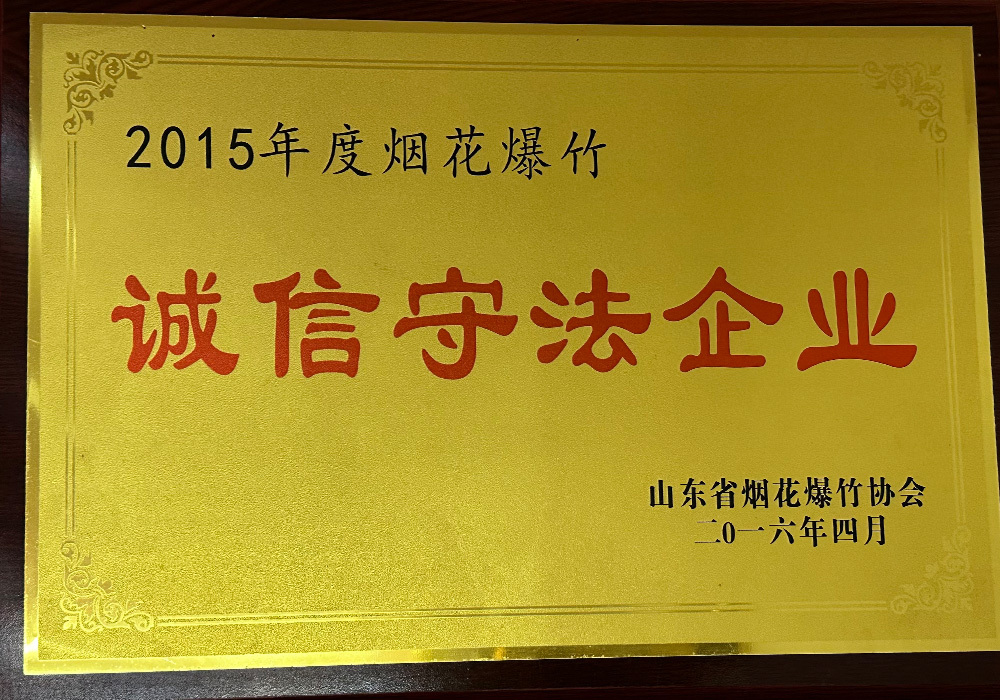 2015年度烟花爆竹
诚信守法企业
山东省烟花爆竹协会
二0一六年四月